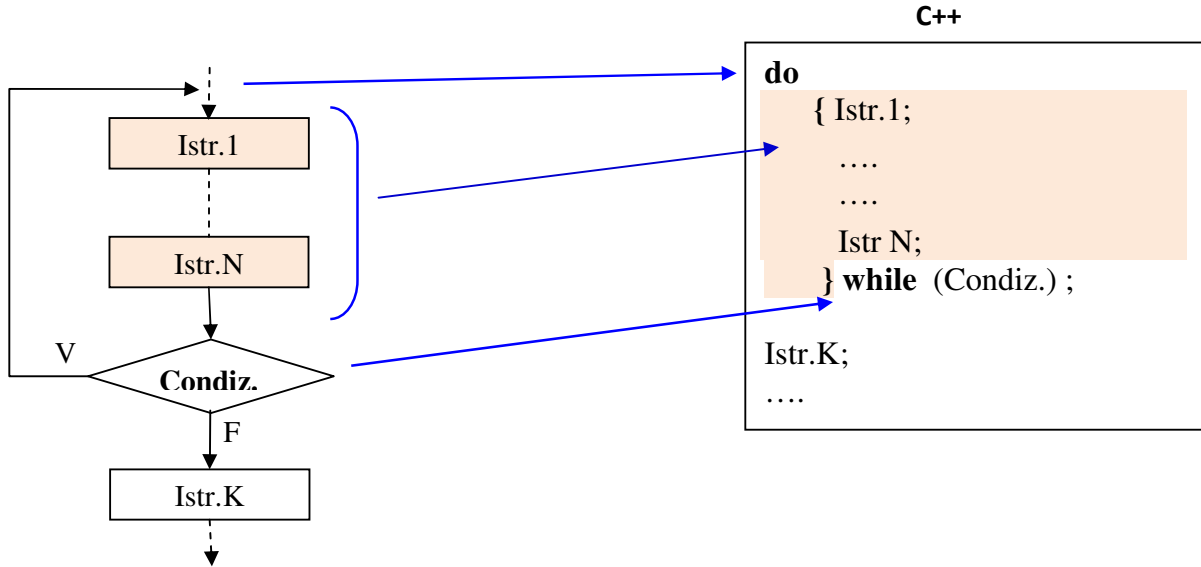 C++
Istr.1
Istr.N
V
Condiz.
F
Istr.K
do
{ Istr.1;
….
….
Istr N;
} while (Condiz.) ;
Istr.K;
….